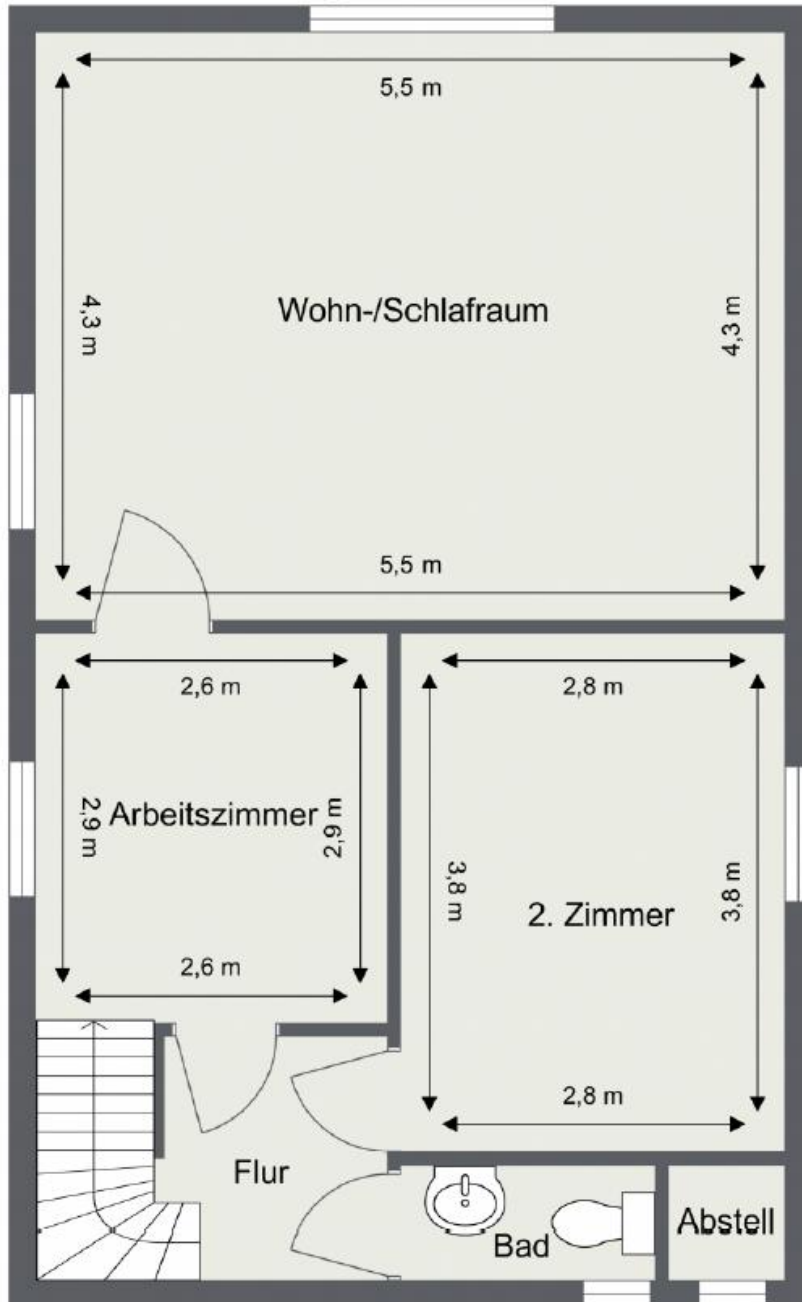 5,5 m
4,3 m
Wohn-/Schlafraum
4,3 m
5,5 m
2,6 m
2,8 m
2,9 m
Arbeitszimmer
2,9 m
3,8 m
2. Zimmer
3,8 m
2,6 m
2,8 m
Flur
Bad
Abstell